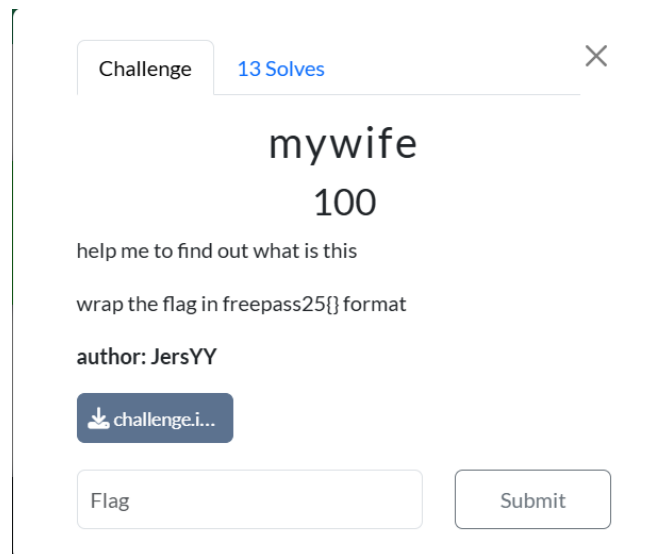 Challenge
13 Solves
mywife
100
help me to find out what is this
wrap the flag in freepass25{} format
author: JersYY
challenge.i...
Flag
Submit